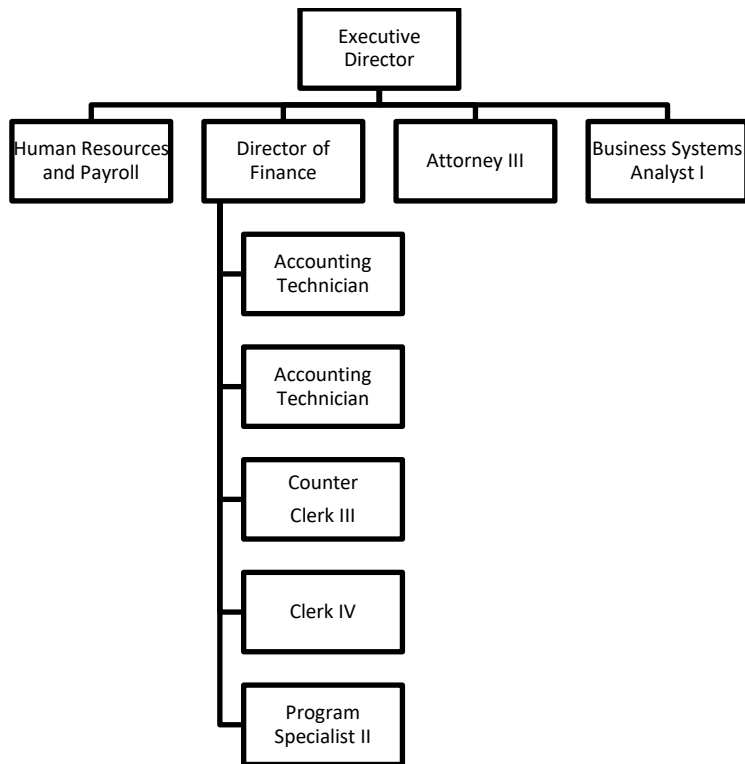 Executive
Director
Human Resources
and Payroll
Director of
Finance
Attorney III
Business Systems
Analyst I
Accounting
Technician
Accounting
Technician
Counter
Clerk III
Clerk IV
Program
Specialist II